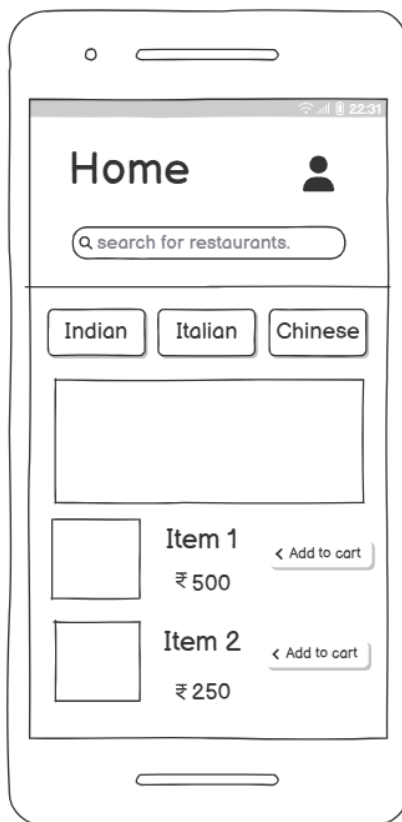 22:31
Home
search for restaurants.
Indian Italian Chinese
Item 1
< Add to cart
₹500
Item 2
< Add to cart
₹250